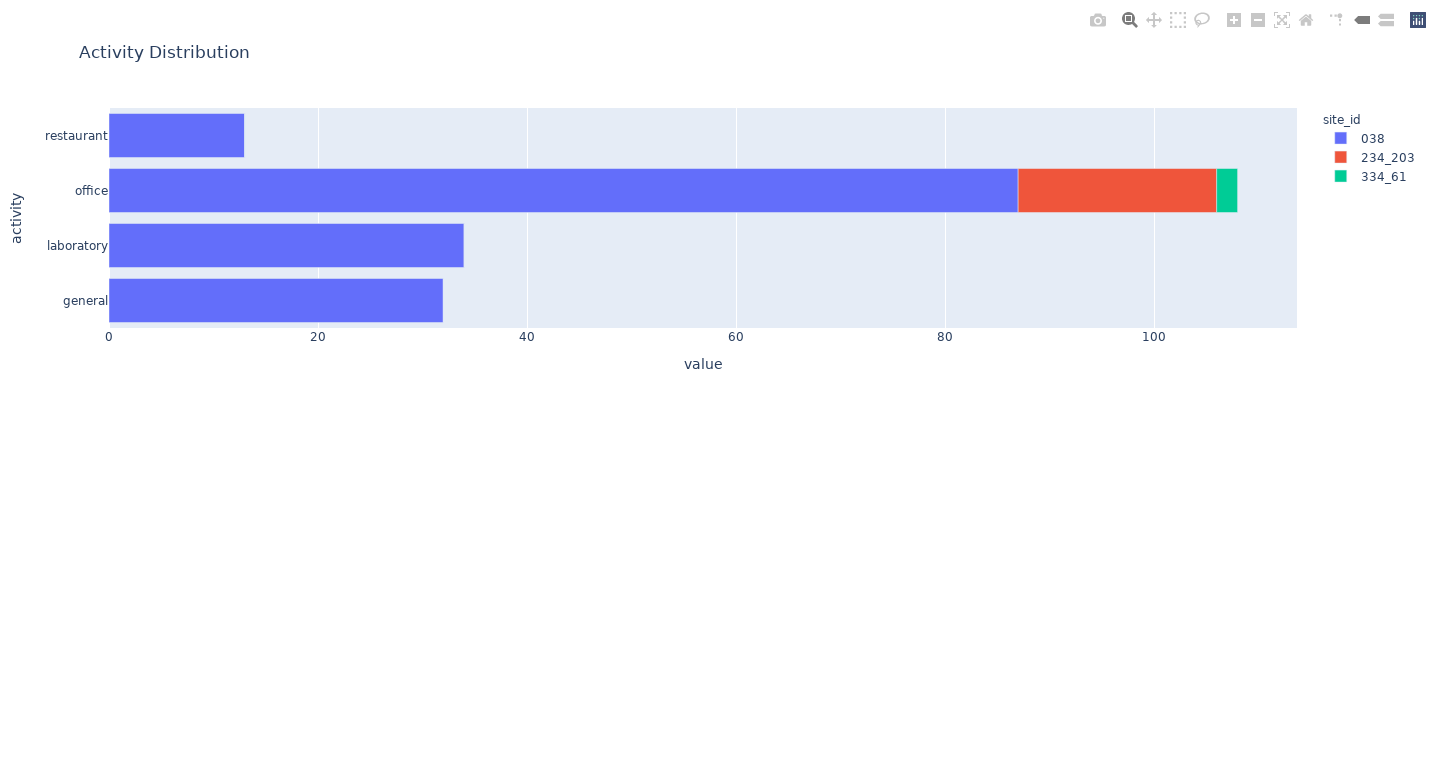 Activity Distribution
activity
restaurant
office
laboratory
general
0 20 40 60 80 100
value
site_id
038
234_203
334_61